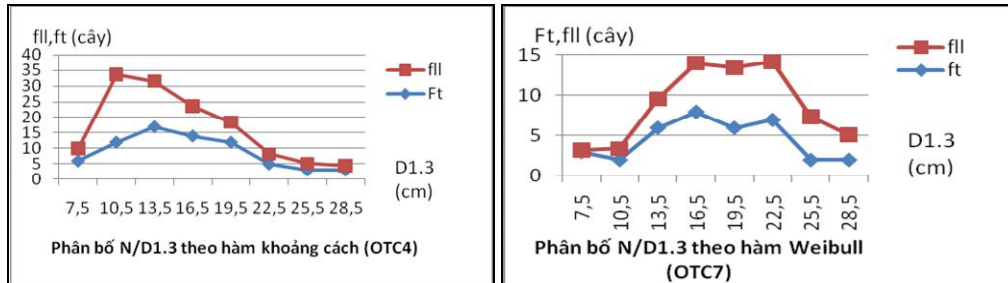 fll,ft (cây)
40
35
30
25
20
15
10
5
0
fll
Ft
D1.3
(cm)
7,5 10,5 13,5 16,5 19,5 22,5 25,5 28,5
Phân bố N/D1.3 theo hàm khoảng cách (OTC4)
Ft,fll (cây)
15
10
5
0
fll
ft
D1.3
(cm)
7,5
10,5
13,5
16,5
19,5
22,5
25,5
28,5
Phân bố N/D1.3 theo hàm Weibull
(OTC7)